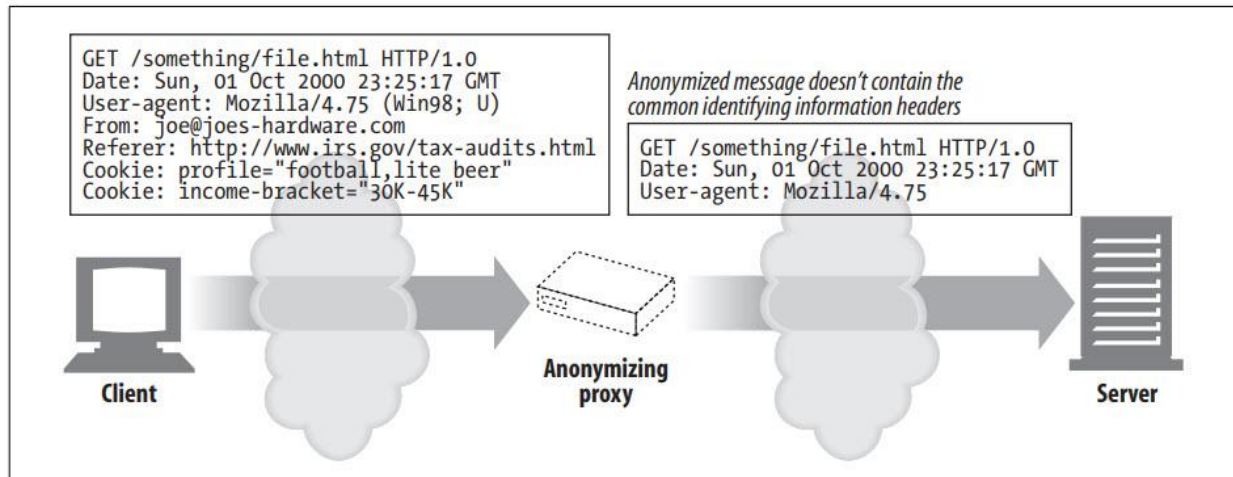 GET /something/file.html HTTP/1.0
Date: Sun, 01 Oct 2000 23:25:17 GMT
User-agent: Mozilla/4.75 (Win98; U)
From: joe@joes-hardware.com
Referer: http://www.irs.gov/tax-audits.html
Cookie: profile="football,lite beer"
Cookie: income-bracket="30K-45K"
Anonymized message doesn't contain the
common identifying information headers
GET /something/file.html HTTP/1.0
Date: Sun, 01 Oct 2000 23:25:17 GMT
User-agent: Mozilla/4.75
Client
Anonymizing
proxy
Server